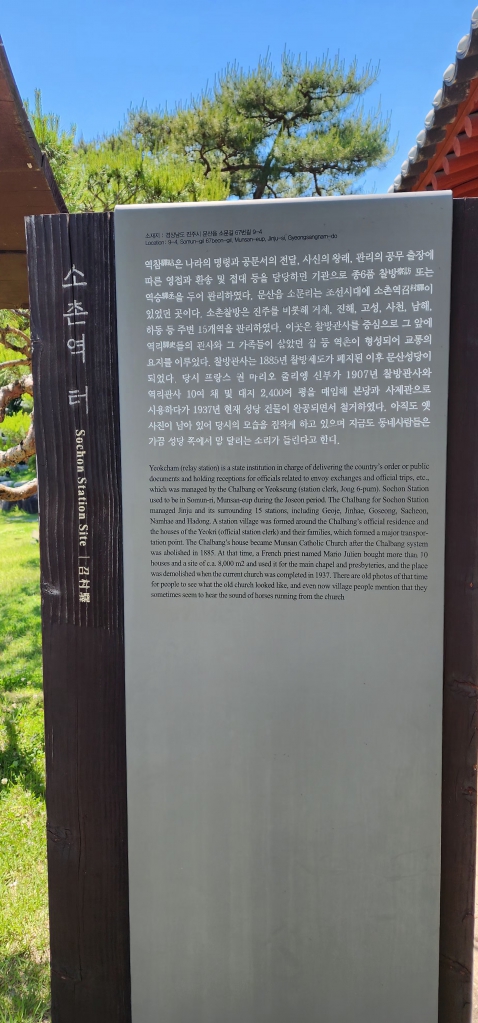 소촌역 터
Sochon Station Site | 召村驛
소재지 : 경상남도 진주시 문산읍 소문길 67번길 9-4
Location : 9-4, Somun-gil 67beon-gil, Munsan-eup, Jinju-si, Gyeongsangnam-do
역참은 나라의 명령과 공문서의 전달, 사신의 왕래, 관리의 공무 출장에
따른 영접과 환송 및 접대 등을 담당하던 기관으로 종6품 찰방 또는
역승을 두어 관리하였다. 문산을 소문리는 조선시대에 소촌역이
있었던 곳이다. 소촌찰방은 진주를 비롯해 거제, 진해, 고성, 사천, 남해,
하동 등 주변 15개역을 관리하였다. 이곳은 찰방관사를 중심으로 그 앞에
역리들의 관사와 그 가족들이 살았던 집 등 역촌이 형성되어 교통의
요지를 이루었다. 찰방관사는 1885년 찰방제도가 폐지된 이후 문산성당이
되었다. 당시 프랑스 권 마리오 줄리엥 신부가 1907년 찰방관사와
역리관사 10여 채 및 대지 2,400여 평을 매입해 본당과 사제관으로
사용하다가 1937년 현재 성당 건물이 완공되면서 철거하였다. 아직도 옛
사진이 남아 있어 당시의 모습을 짐작케 하고 있으며 지금도 동네사람들은
가끔 성당 쪽에서 말 달리는 소리가 들린다고 한다.
Yeokcham (relay station) is a state institution in charge of delivering the country's order or public
documents and holding receptions for officials related to envoy exchanges and official trips, etc.,
which was managed by the Chalbang or Yeokseung (station clerk, Jong 6-pum). Sochon Station
used to be in Somun-ri, Munsan-eup during the Joseon period. The Chalbang for Sochon Station
managed Jinju and its surrounding 15 stations, including Geoje, Jinhae, Goseong, Sacheon,
Namhae and Hadong. A station village was formed around the Chalbang's official residence and
the houses of the Yeokri (official station clerk) and their families, which formed a major transpor-
tation point. The Chalbang's house became Munsan Catholic Church after the Chalbang system
was abolished in 1885. At that time, a French priest named Mario Julien bought more than 10
houses and a site of c.a. 8,000 m2 and used it for the main chapel and presbyteries, and the place
was demolished when the current church was completed in 1937. There are old photos of that time
for people to see what the old church looked like, and even now village people mention that they
sometimes seem to hear the sound of horses running from the church.